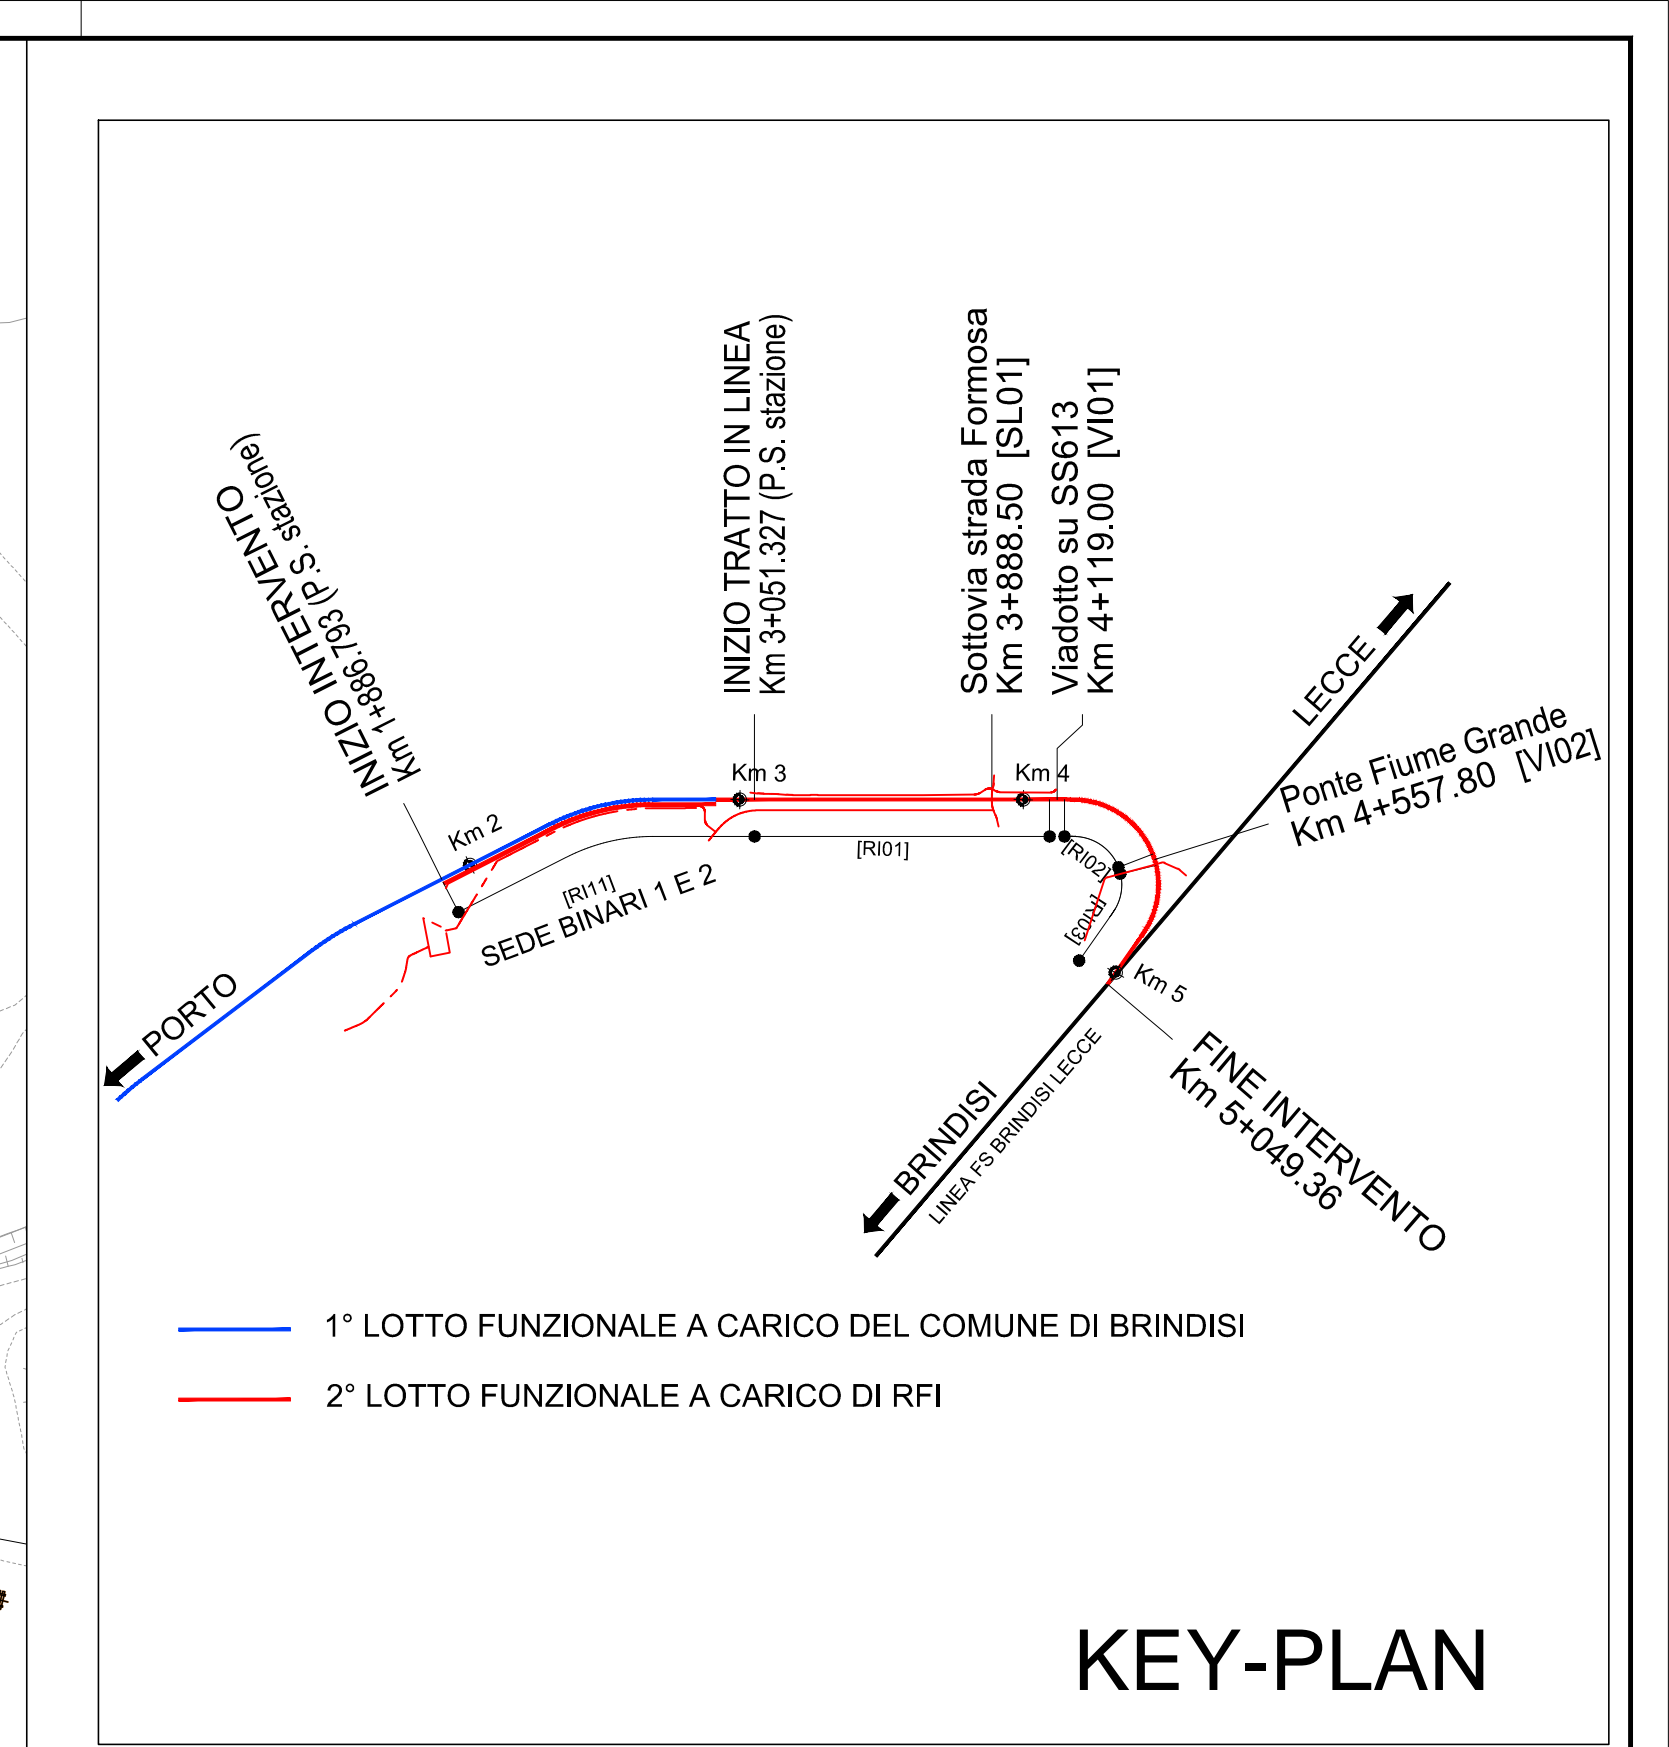 INIZIO INTERVENTO
Km 1+886.793 (P.S. stazione)
INIZIO TRATTO IN LINEA
Km 3+051.327 (P.S. stazione)
Sottovia strada Formosa
Km 3+888.50 [SL01]
Viadotto su SS613
Km 4+119.00 [VI01]
LECCE
Ponte Fiume Grande
Km 4+557.80 [VI02]
Km 2
Km 3
Km 4
[RI11]
SEDE BINARI 1 E 2
[RI01]
[RI02]
[RI03]
Km 5
PORTO
BRINDISI
LINEA FS BRINDISI LECCE
FINE INTERVENTO
Km 5+049.36
1° LOTTO FUNZIONALE A CARICO DEL COMUNE DI BRINDISI
2° LOTTO FUNZIONALE A CARICO DI RFI
KEY-PLAN